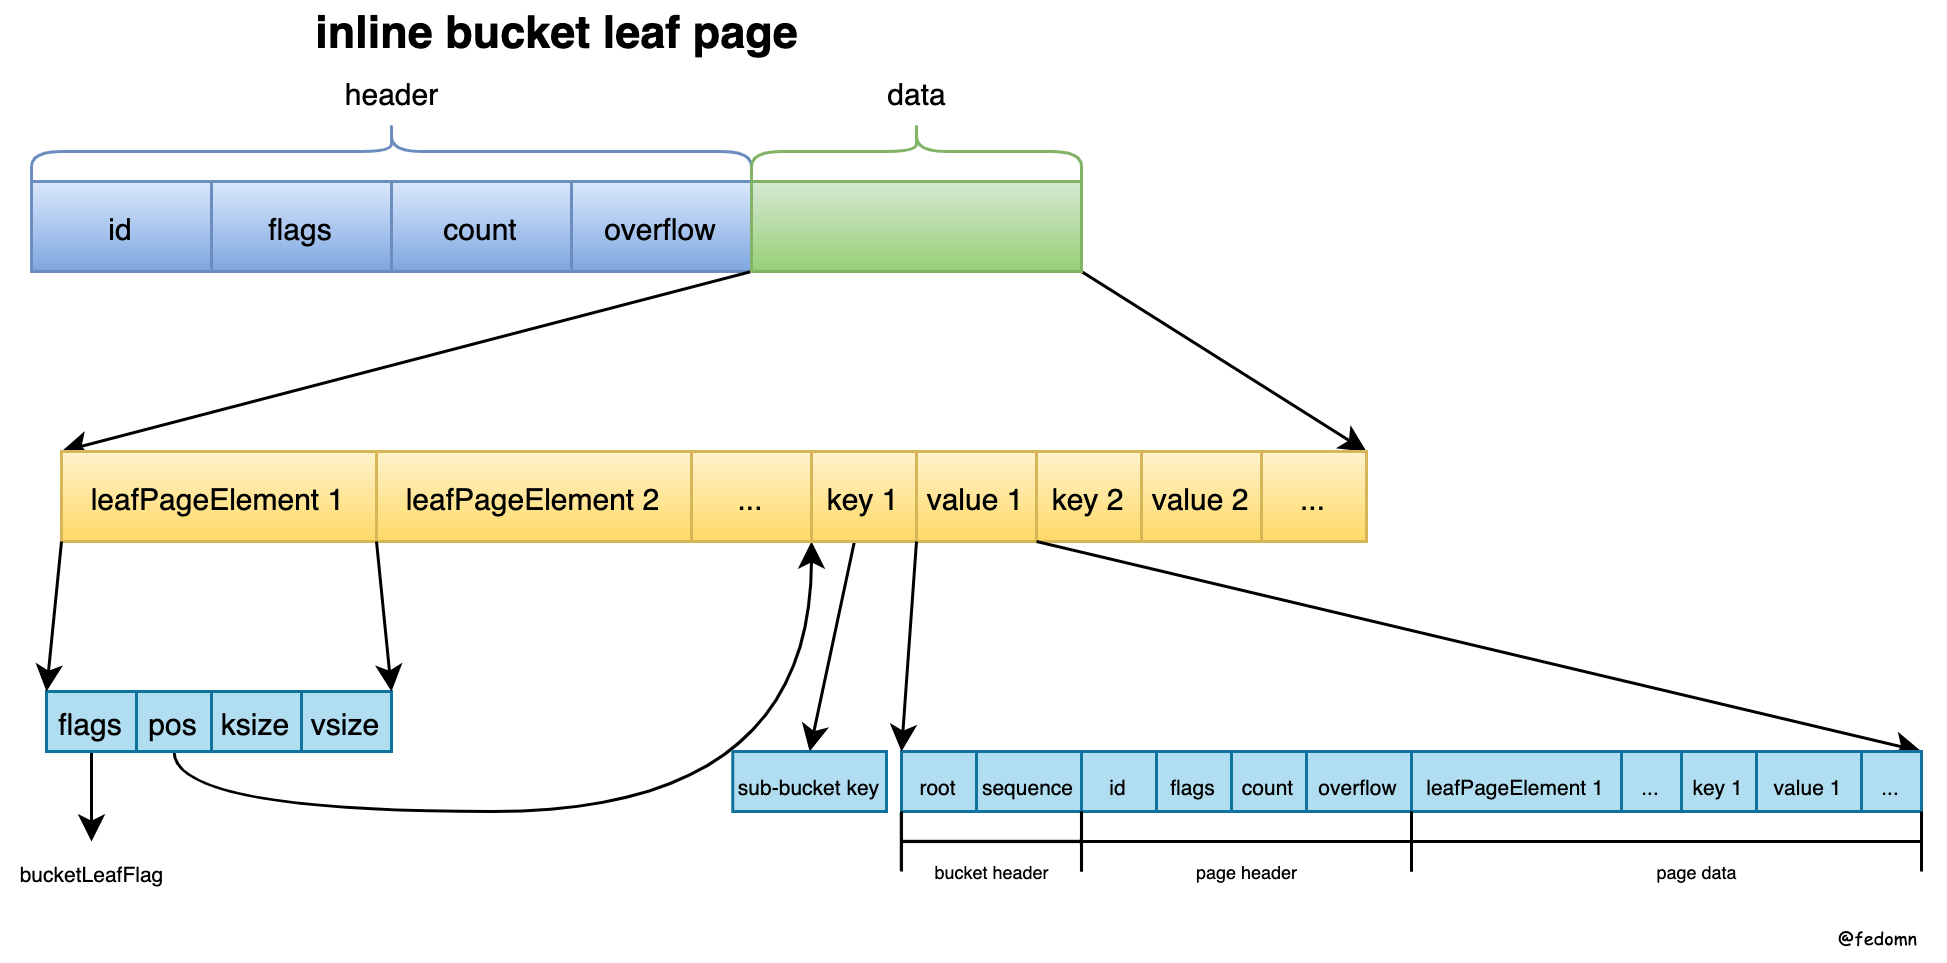 inline bucket leaf page
header
data
id
flags
count
overflow
leafPageElement 1
leafPageElement 2
...
key 1
value 1
key 2
value 2
...
flags
pos
ksize
vsize
sub-bucket key
root
sequence
id
flags
count
overflow
leafPageElement 1
...
key 1
value 1
...
bucketLeafFlag
bucket header
page header
page data
@fedomn